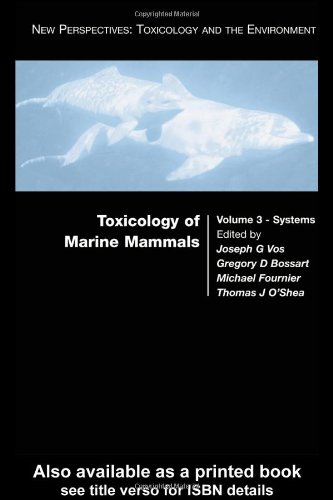 NEW PERSPECTIVES: TOXICOLOGY AND THE ENVIRONMENT
Toxicology of
Marine Mammals
Volume 3 - Systems
Edited by
Joseph G Vos
Gregory D Bossart
Michael Fournier
Thomas J O'Shea
Also available as a printed book
see title verso for ISBN details